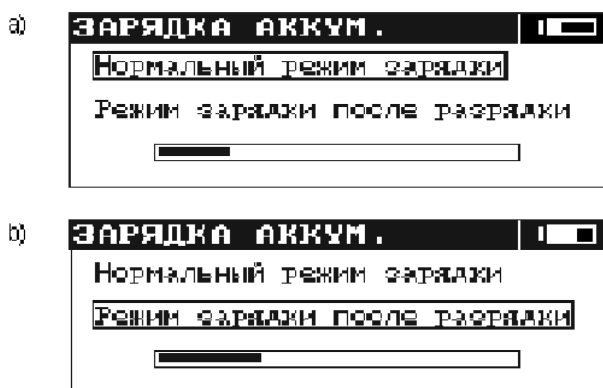 a)
ЗАРЯДКА АККУМ.
Нормальный режим зарядки
Режим зарядки после разрядки
b)
ЗАРЯДКА АККУМ.
Нормальный режим зарядки
Режим зарядки после разрядки